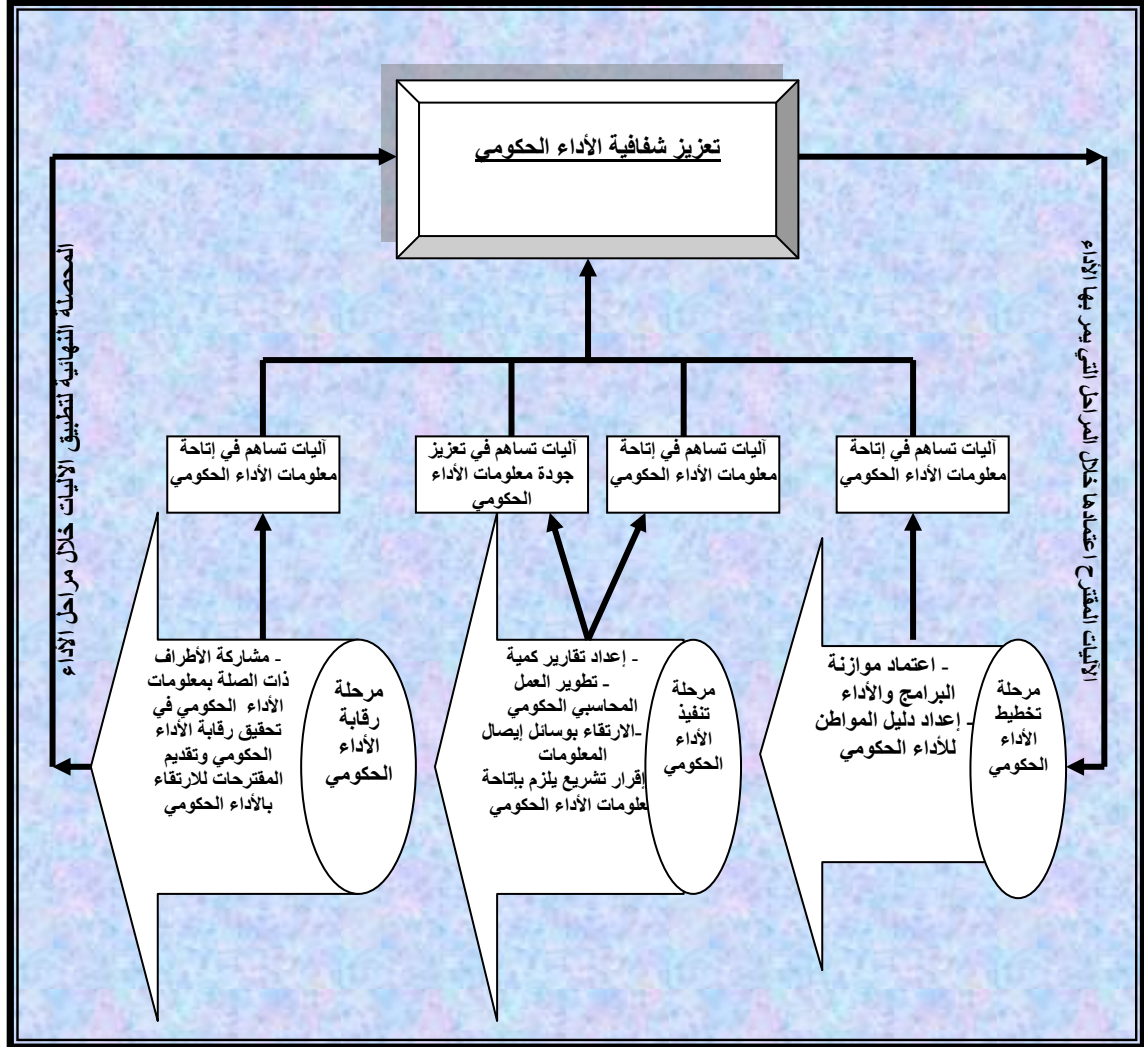 تعزيز شفافية الأداء الحكومي
الآليات المقترح اعتمادها خلال المراحل التي يمر بها الأداء
المحصلة النهائية لتطبيق الآليات خلال مراحل الأداء
آليات تساهم في إتاحة
معلومات الأداء الحكومي
آليات تساهم في إتاحة
معلومات الأداء الحكومي
آليات تساهم في تعزيز
جودة معلومات الأداء
الحكومي
آليات تساهم في إتاحة
معلومات الأداء الحكومي
مرحلة
تخطيط
الأداء
الحكومي
- اعتماد موازنة
البرامج والأداء
- إعداد دليل المواطن
للأداء الحكومي
مرحلة
تنفيذ
الأداء
الحكومي
- إعداد تقارير كمية
- تطوير العمل
المحاسبي الحكومي
-الارتقاء بوسائل إيصال
المعلومات
إقرار تشريع يلزم بإتاحة
معلومات الأداء الحكومي
مرحلة
رقابة
الأداء
الحكومي
- مشاركة الأطراف
ذات الصلة بمعلومات
الأداء الحكومي في
تحقيق رقابة الأداء
الحكومي وتقديم
المقترحات للارتقاء
بالأداء الحكومي